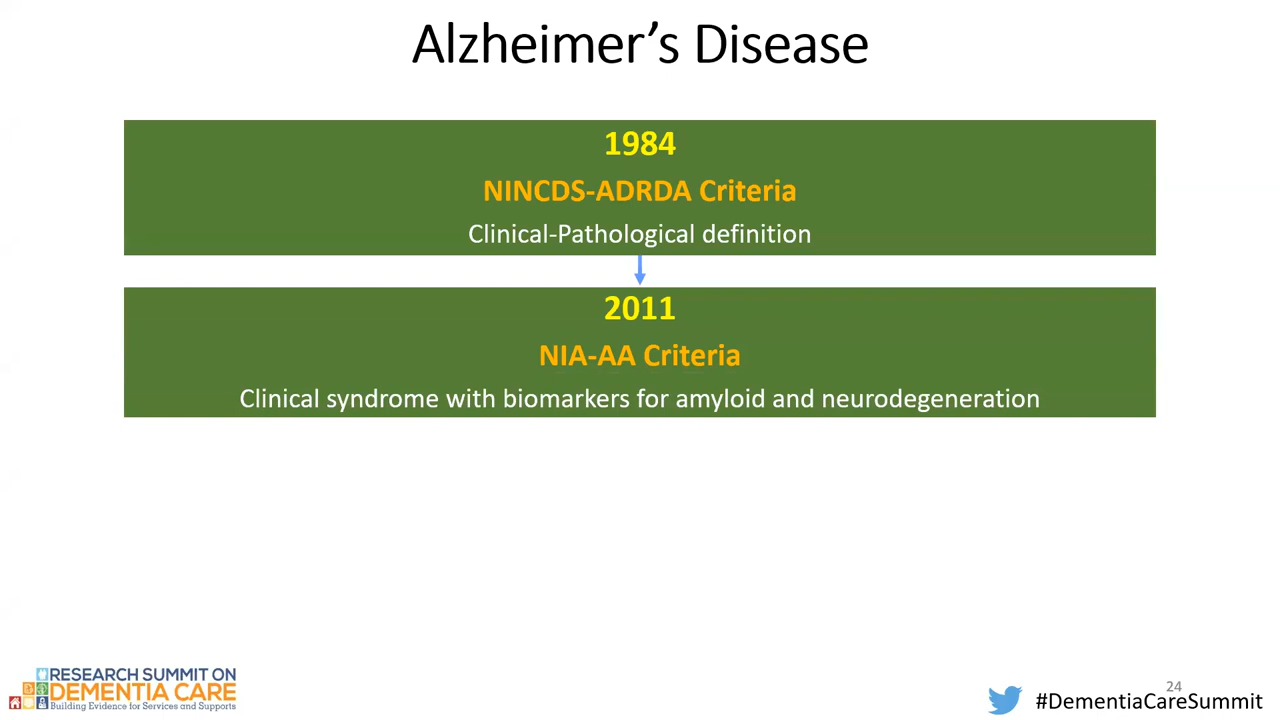 Alzheimer’s Disease
1984
NINCDS-ADRDA Criteria
Clinical-Pathological definition
2011
NIA-AA Criteria
Clinical syndrome with biomarkers for amyloid and neurodegeneration
RESEARCH SUMMIT ON
DEMENTIA CARE
Building Evidence for Services and Supports
24
#DementiaCareSummit